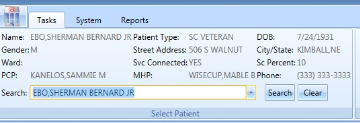 Tasks System Reports
Name: EBO,SHERMAN BERNARD JR Patient Type: SC VETERAN DOB: 7/24/1931
Gender: M Street Address: 506 S WALNUT City/State: KIMBALL,NE
Ward: Svc Connected: YES Sc Percent: 10
PCP: KANELOS,SAMMIE M MHP: WISECUP,MABLE B Phone: (333) 333-3333
Search: EBO,SHERMAN BERNARD JR Search Clear
Select Patient